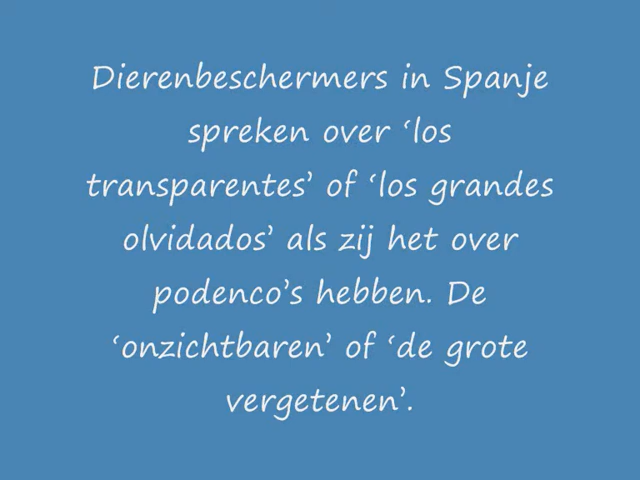 Dierenbeschermers in Spanje
spreken over ‘los
transparentes’ of ‘los grandes
olvidados’ als zij het over
podenco’s hebben. De
‘onzichtbaren’ of ‘de grote
vergetenen’.